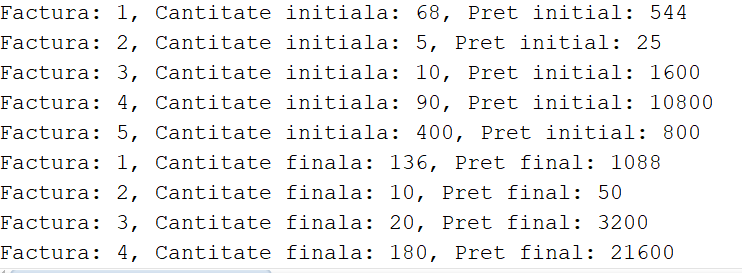 Factura: 1, Cantitate initiala: 68, Pret initial: 544
Factura: 2, Cantitate initiala: 5, Pret initial: 25
Factura: 3, Cantitate initiala: 10, Pret initial: 1600
Factura: 4, Cantitate initiala: 90, Pret initial: 10800
Factura: 5, Cantitate initiala: 400, Pret initial: 800
Factura: 1, Cantitate finala: 136, Pret final: 1088
Factura: 2, Cantitate finala: 10, Pret final: 50
Factura: 3, Cantitate finala: 20, Pret final: 3200
Factura: 4, Cantitate finala: 180, Pret final: 21600